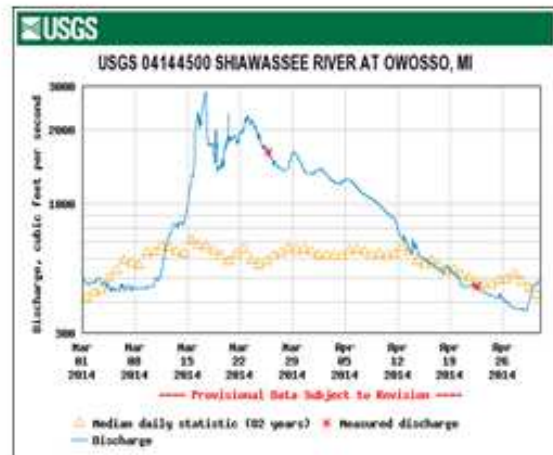 USGS
USGS 04144500 SHIAWASSEE RIVER AT OWOSSO, MI
Discharge, cubic feet per second
3000
2000
1000
300
Mar 01 2014
Mar 08 2014
Mar 15 2014
Mar 22 2014
Mar 29 2014
Apr 05 2014
Apr 12 2014
Apr 19 2014
Apr 26 2014
---- Provisional Data Subject to Revision ----
Median daily statistic (82 years)
Measured discharge
Discharge